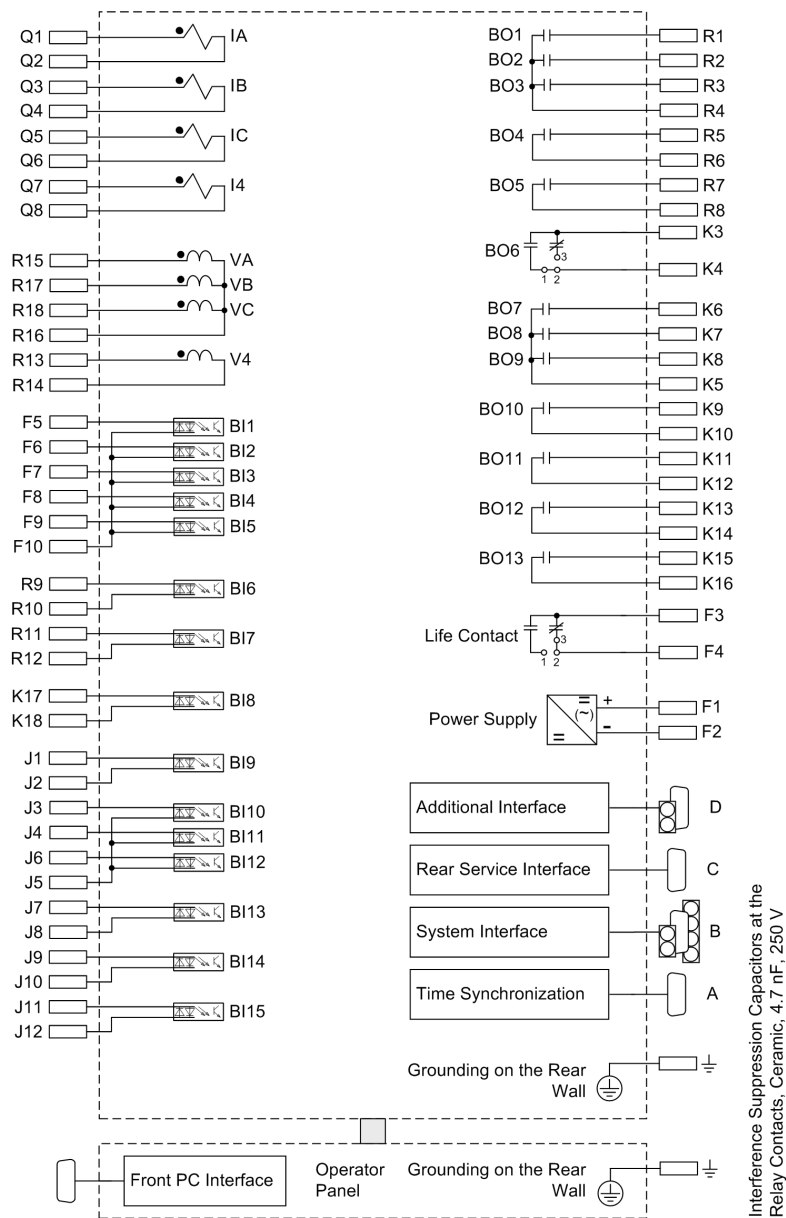 Q1 IA
Q2
Q3 IB
Q4
Q5 IC
Q6
Q7 I4
Q8
R15 VA
R17 VB
R18 VC
R16
R13 V4
R14
F5 BI1
F6 BI2
F7 BI3
F8 BI4
F9 BI5
F10
R9 BI6
R10
R11 BI7
R12
K17 BI8
K18
J1 BI9
J2
J3 BI10
J4 BI11
J6 BI12
J5
J7 BI13
J8
J9 BI14
J10
J11 BI15
J12
BO1 R1
BO2 R2
BO3 R3
R4
BO4 R5
R6
BO5 R7
R8
BO6 3 K3
1 2 K4
BO7 K6
BO8 K7
BO9 K8
K5
BO10 K9
K10
BO11 K11
K12
BO12 K13
K14
BO13 K15
K16
Life Contact 3 F3
1 2 F4
Power Supply = (~) = + F1
- F2
Additional Interface D
Rear Service Interface C
System Interface B
Time Synchronization A
Grounding on the Rear
Wall
Front PC Interface
Operator
Panel
Grounding on the Rear
Wall
Interference Suppression Capacitors at the
Relay Contacts, Ceramic, 4.7 nF, 250 V